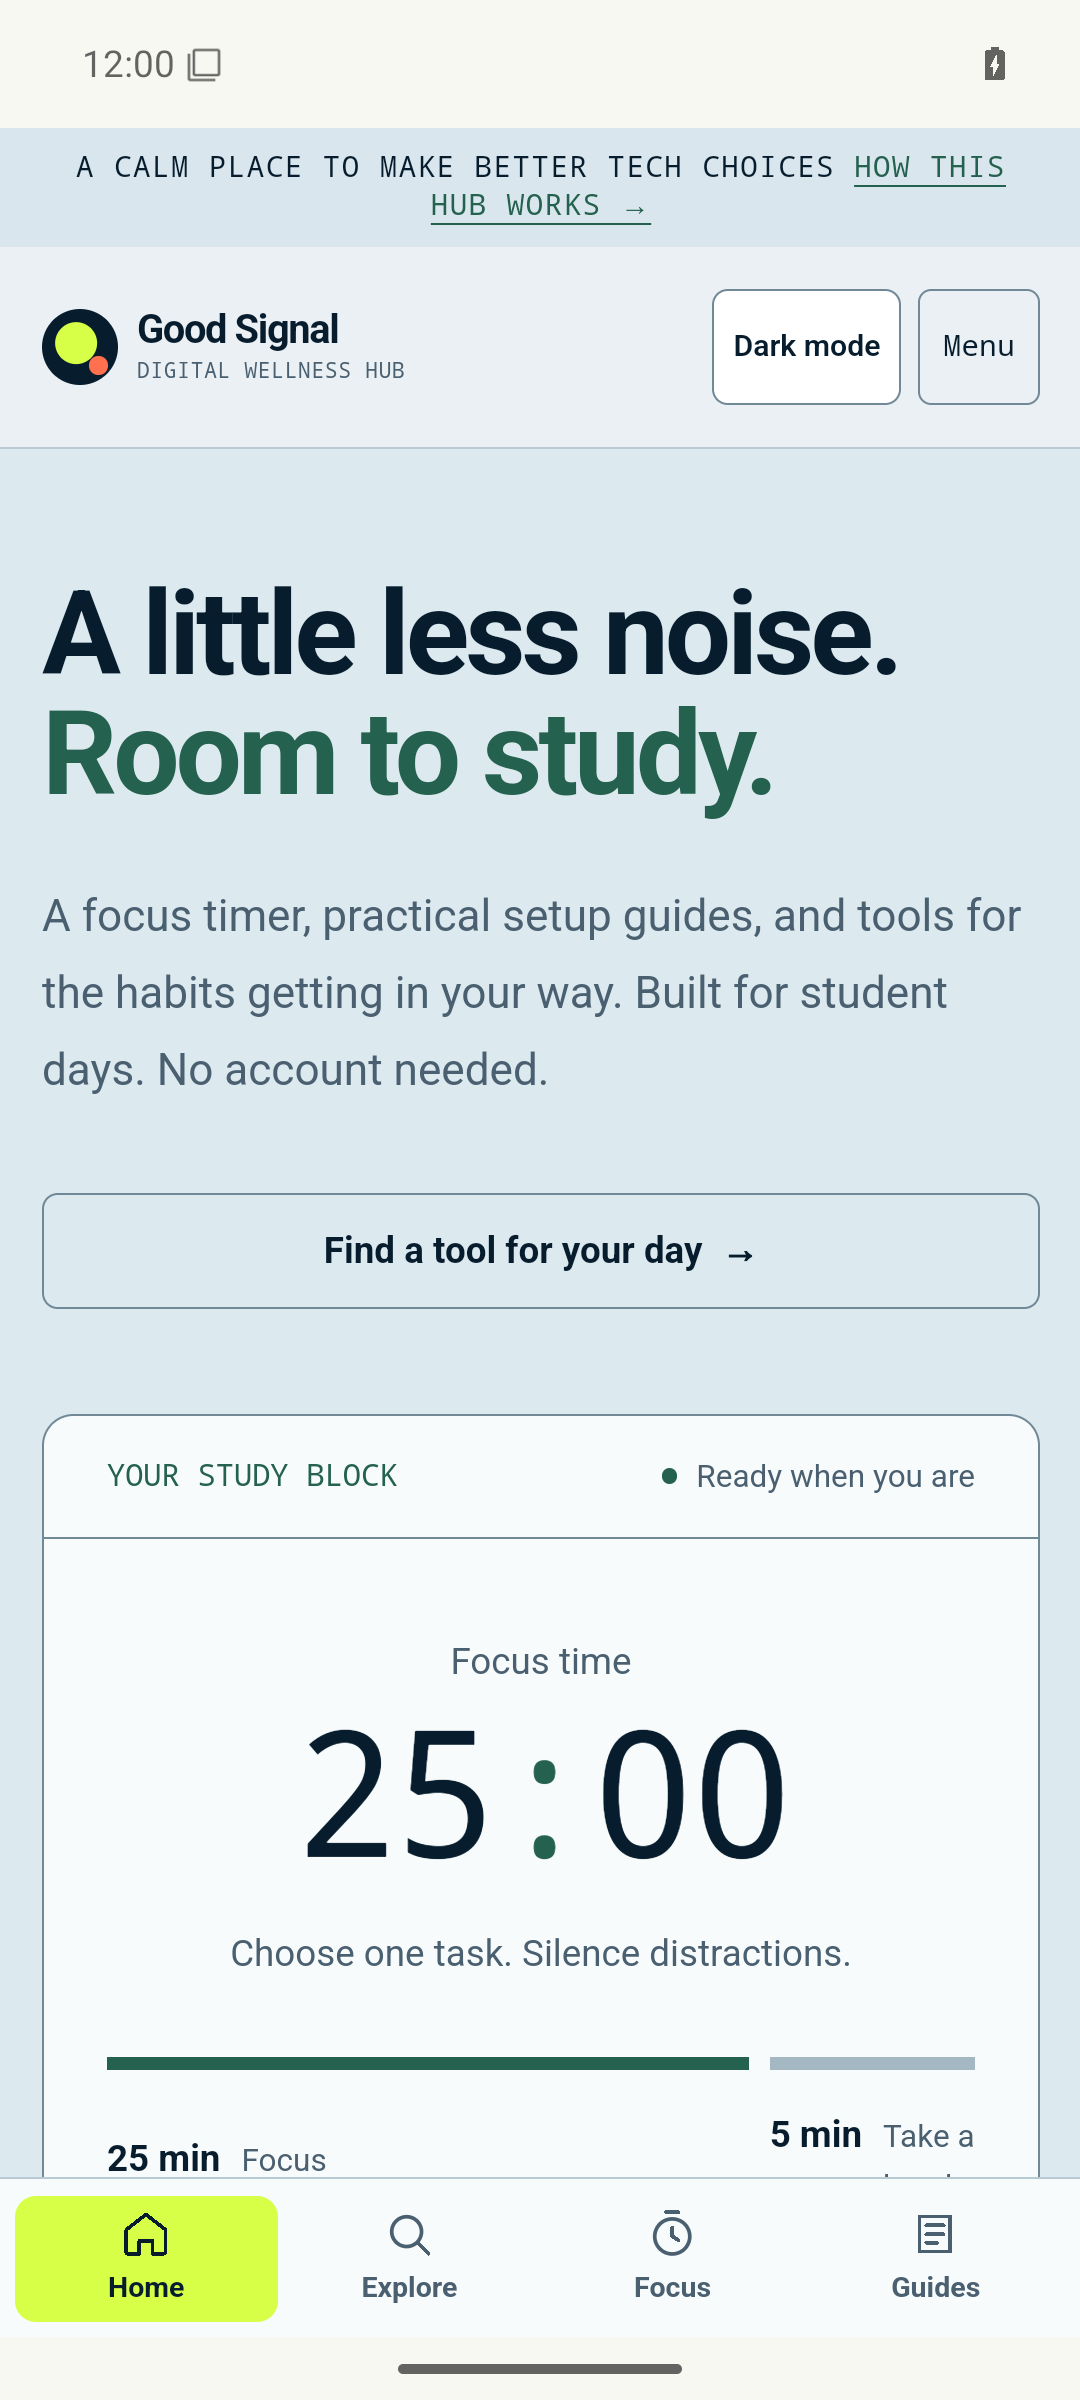 12:00
A CALM PLACE TO MAKE BETTER TECH CHOICES HOW THIS
HUB WORKS →
Good Signal
DIGITAL WELLNESS HUB
Dark mode
Menu
A little less noise.
Room to study.
A focus timer, practical setup guides, and tools for
the habits getting in your way. Built for student
days. No account needed.
Find a tool for your day →
YOUR STUDY BLOCK
Ready when you are
Focus time
25:00
Choose one task. Silence distractions.
25 min Focus
5 min Take a
Home
Explore
Focus
Guides